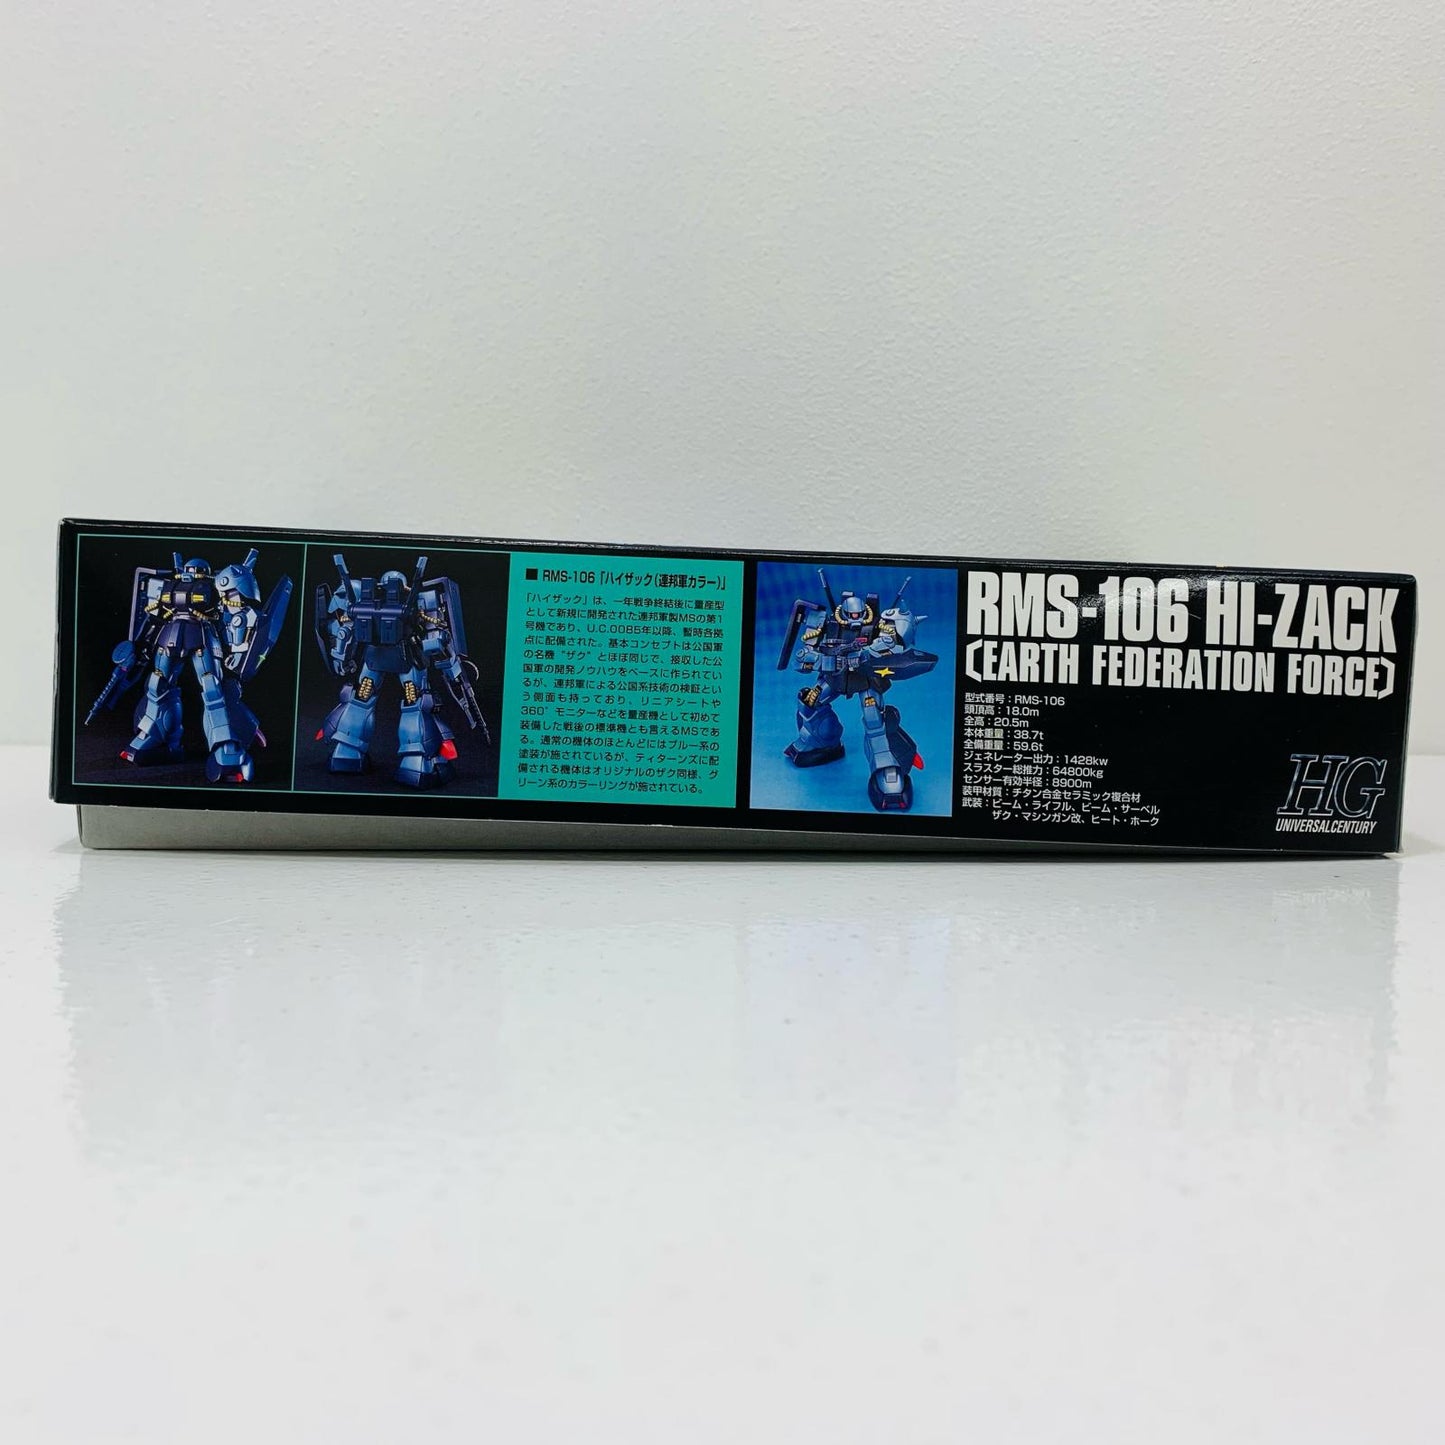 ■ RMS-106「ハイザック(連邦軍カラー)」
「ハイザック」は、一年戦争終結後に量産型
として新規に開発された連邦軍製MSの第1
号機であり、U.C.0085年以降、暫時各拠
点に配備された。基本コンセプトは公国軍
の名機“ザク”とほぼ同じで、接収した公
国軍の開発ノウハウをベースに作られてい
るが、連邦軍による公国系技術の検証とい
う側面も持っており、リニアシートや
360°モニターなどを量産機として初めて
装備した戦後の標準機とも言えるMSであ
る。通常の機体のほとんどにはブルー系の
塗装が施されているが、ティターンズに配
備される機体はオリジナルのザク同様、グ
リーン系のカラーリングが施されている。
RMS-106 HI-ZACK
(EARTH FEDERATION FORCE)
型式番号：RMS-106
頭頂高：18.0m
全高：20.5m
本体重量：38.7t
全備重量：59.6t
ジェネレーター出力：1428kw
スラスター総推力：64800kg
センサー有効半径：8900m
装甲材質：チタン合金セラミック複合材
武装：ビーム・ライフル、ビーム・サーベル
ザク・マシンガン改、ヒート・ホーク
HG
UNIVERSAL CENTURY